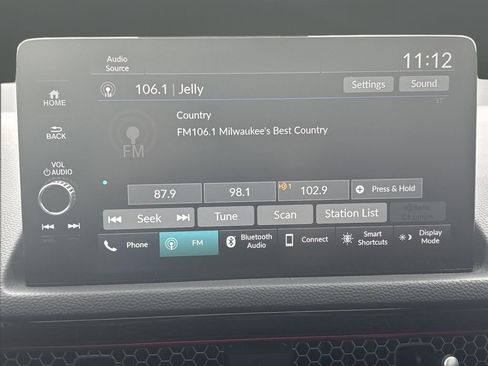 Audio
Source
11:12
HOME
FM
106.1 | Jelly
Settings
Sound
Country
BACK
FM106.1 Milwaukee's Best Country
FM
VOL
AUDIO
87.9
98.1
1
102.9
Press & Hold
Seek
Tune
Scan
Station List
Phone
FM
Bluetooth
Audio
Connect
Smart
Shortcuts
Display
Mode